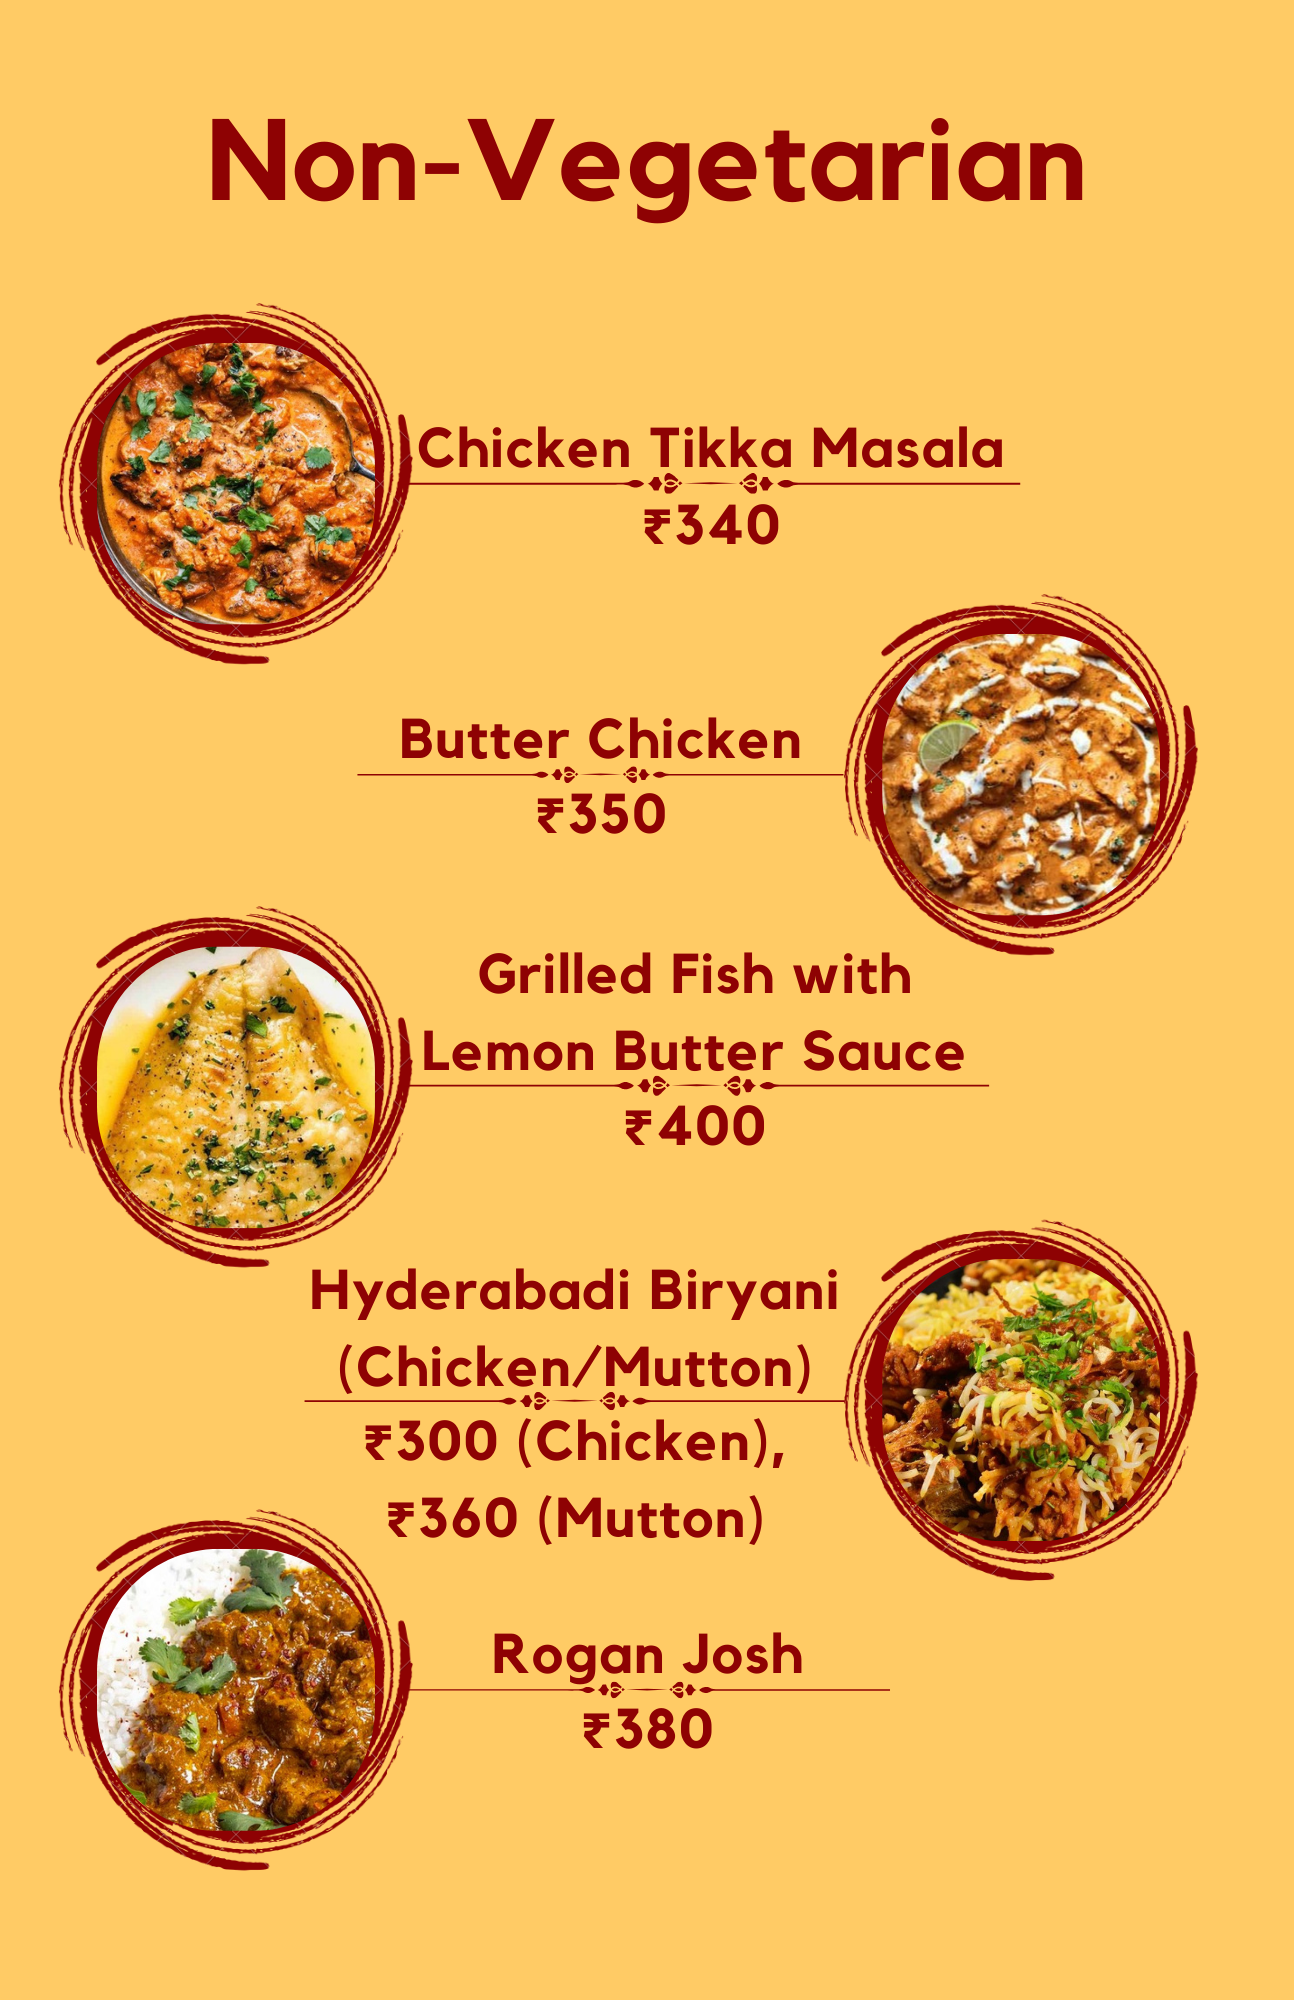 Non-Vegetarian
Chicken Tikka Masala
₹340
Butter Chicken
₹350
Grilled Fish with
Lemon Butter Sauce
₹400
Hyderabadi Biryani
(Chicken/Mutton)
₹300 (Chicken),
₹360 (Mutton)
Rogan Josh
₹380